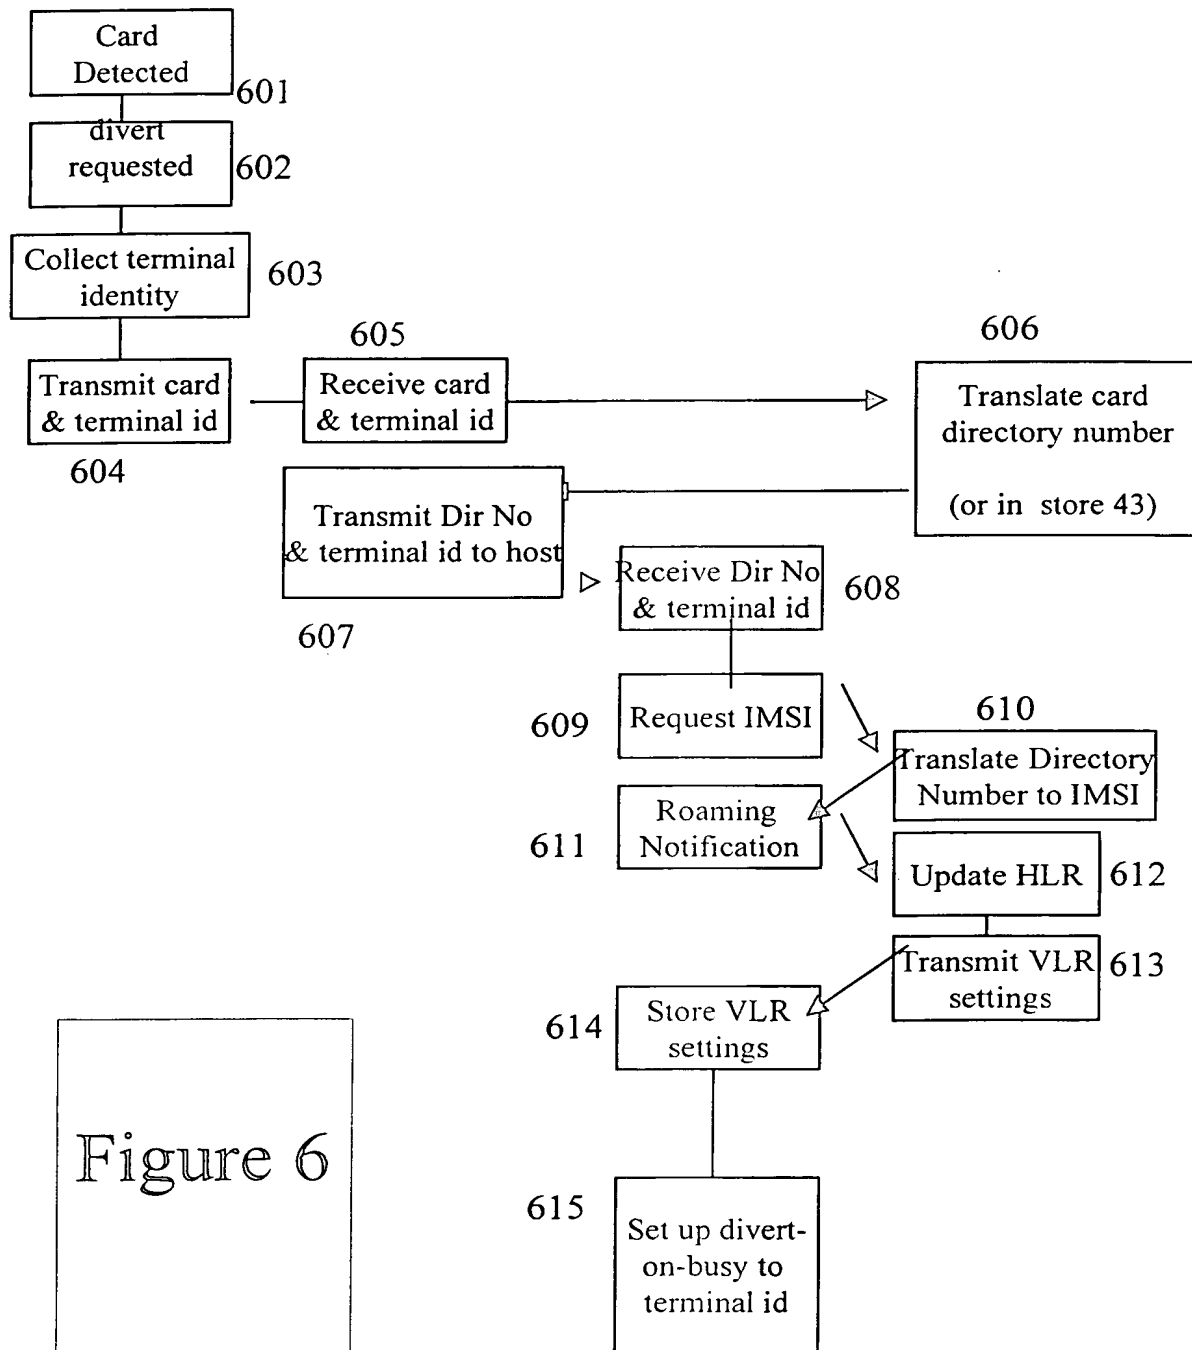 Card
Detected
601
divert
requested
602
Collect terminal
identity
603
Transmit card
& terminal id
604
605
Receive card
& terminal id
606
Translate card
directory number
(or in store 43)
Transmit Dir No
& terminal id to host
607
Receive Dir No
& terminal id
608
Request IMSI
609
610
Translate Directory
Number to IMSI
Roaming
Notification
611
Update HLR
612
Transmit VLR
settings
613
Store VLR
settings
614
Set up divert-
on-busy to
terminal id
615
Figure 6